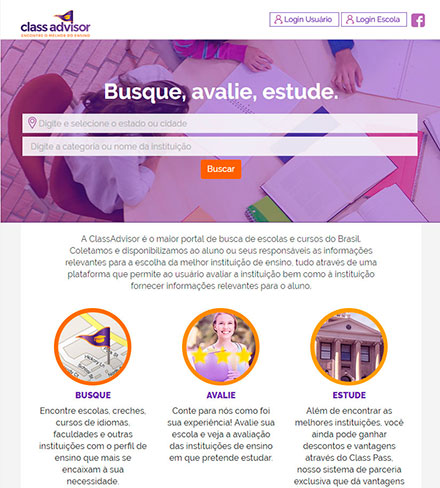 class advisor
ENCONTRE O MELHOR DO ENSINO
Login Usuário
Login Escola
Busque, avalie, estude.
Digite e selecione o estado ou cidade
Digite a categoria ou nome da instituição
Buscar
A ClassAdvisor é o maior portal de busca de escolas e cursos do Brasil.
Coletamos e disponibilizamos ao aluno ou seus responsáveis as informações
relevantes para a escolha da melhor instituição de ensino, tudo através de uma
plataforma que permite ao usuário avaliar a instituição bem como à instituição
fornecer informações relevantes para o aluno.
BUSQUE
Encontre escolas, creches,
cursos de idiomas,
faculdades e outras
instituições com o perfil de
ensino que mais se
encaixam à sua
necessidade.
AVALIE
Conte para nós como foi
sua experiência! Avalie sua
escola e veja a avaliação
das instituições de ensino
em que pretende estudar.
ESTUDE
Além de encontrar as
melhores instituições, você
ainda pode ganhar
descontos e vantagens
através do Class Pass,
nosso sistema de parceria
exclusiva que dá vantagens